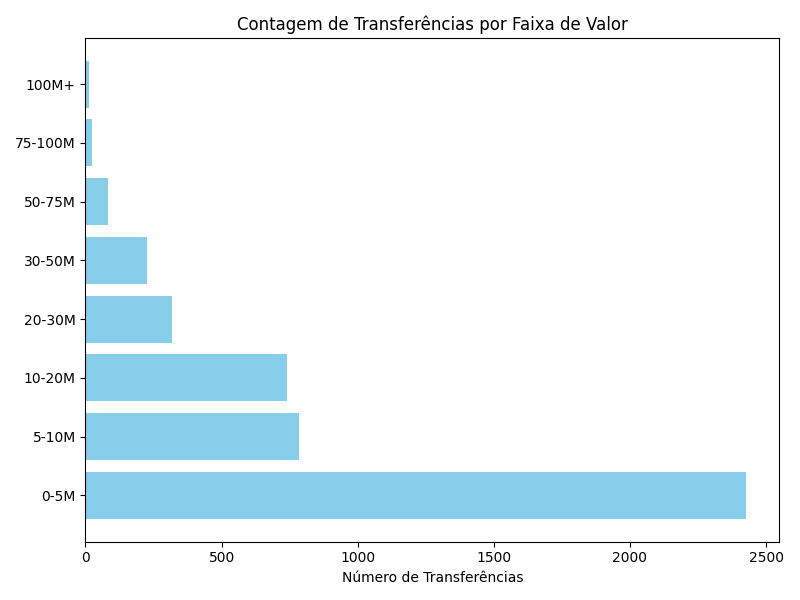 Contagem de Transferências por Faixa de Valor
100M+
75-100M
50-75M
30-50M
20-30M
10-20M
5-10M
0-5M
0 500 1000 1500 2000 2500
Número de Transferências